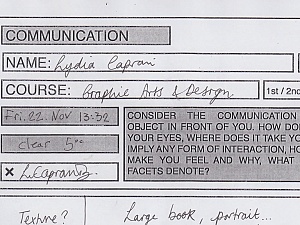 COMMUNICATION
NAME: Lydia Caprani
COURSE: Graphic Arts & Design
1st / 2nd
Fri. 22. Nov 13:32
clear 5°c
x L.Caprani
CONSIDER THE COMMUNICATION
OBJECT IN FRONT OF YOU. HOW DO
YOUR EYES, WHERE DOES IT TAKE YO
IMPLY ANY FORM OF INTERACTION, HO
MAKE YOU FEEL AND WHY, WHAT
FACETS DENOTE?
Texture?
Large book, portrait...